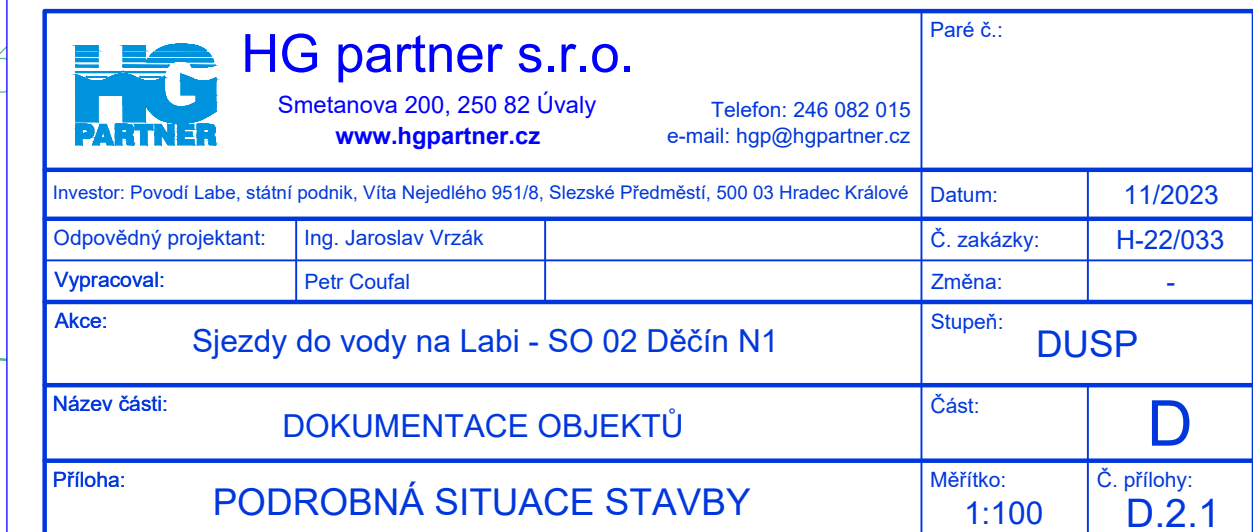 HG
PARTNER
HG partner s.r.o.
Smetanova 200, 250 82 Úvaly
www.hgpartner.cz
Telefon: 246 082 015
e-mail: hgp@hgpartner.cz
Paré č.:
Investor: Povodí Labe, státní podnik, Víta Nejedlého 951/8, Slezské Předměstí, 500 03 Hradec Králové
Datum:
11/2023
Odpovědný projektant:
Ing. Jaroslav Vrzák
Č. zakázky:
H-22/033
Vypracoval:
Petr Coufal
Změna:
-
Akce:
Sjezdy do vody na Labi - SO 02 Děčín N1
Stupeň:
DUSP
Název části:
DOKUMENTACE OBJEKTŮ
Část:
D
Příloha:
PODROBNÁ SITUACE STAVBY
Měřítko:
1:100
Č. přílohy:
D.2.1